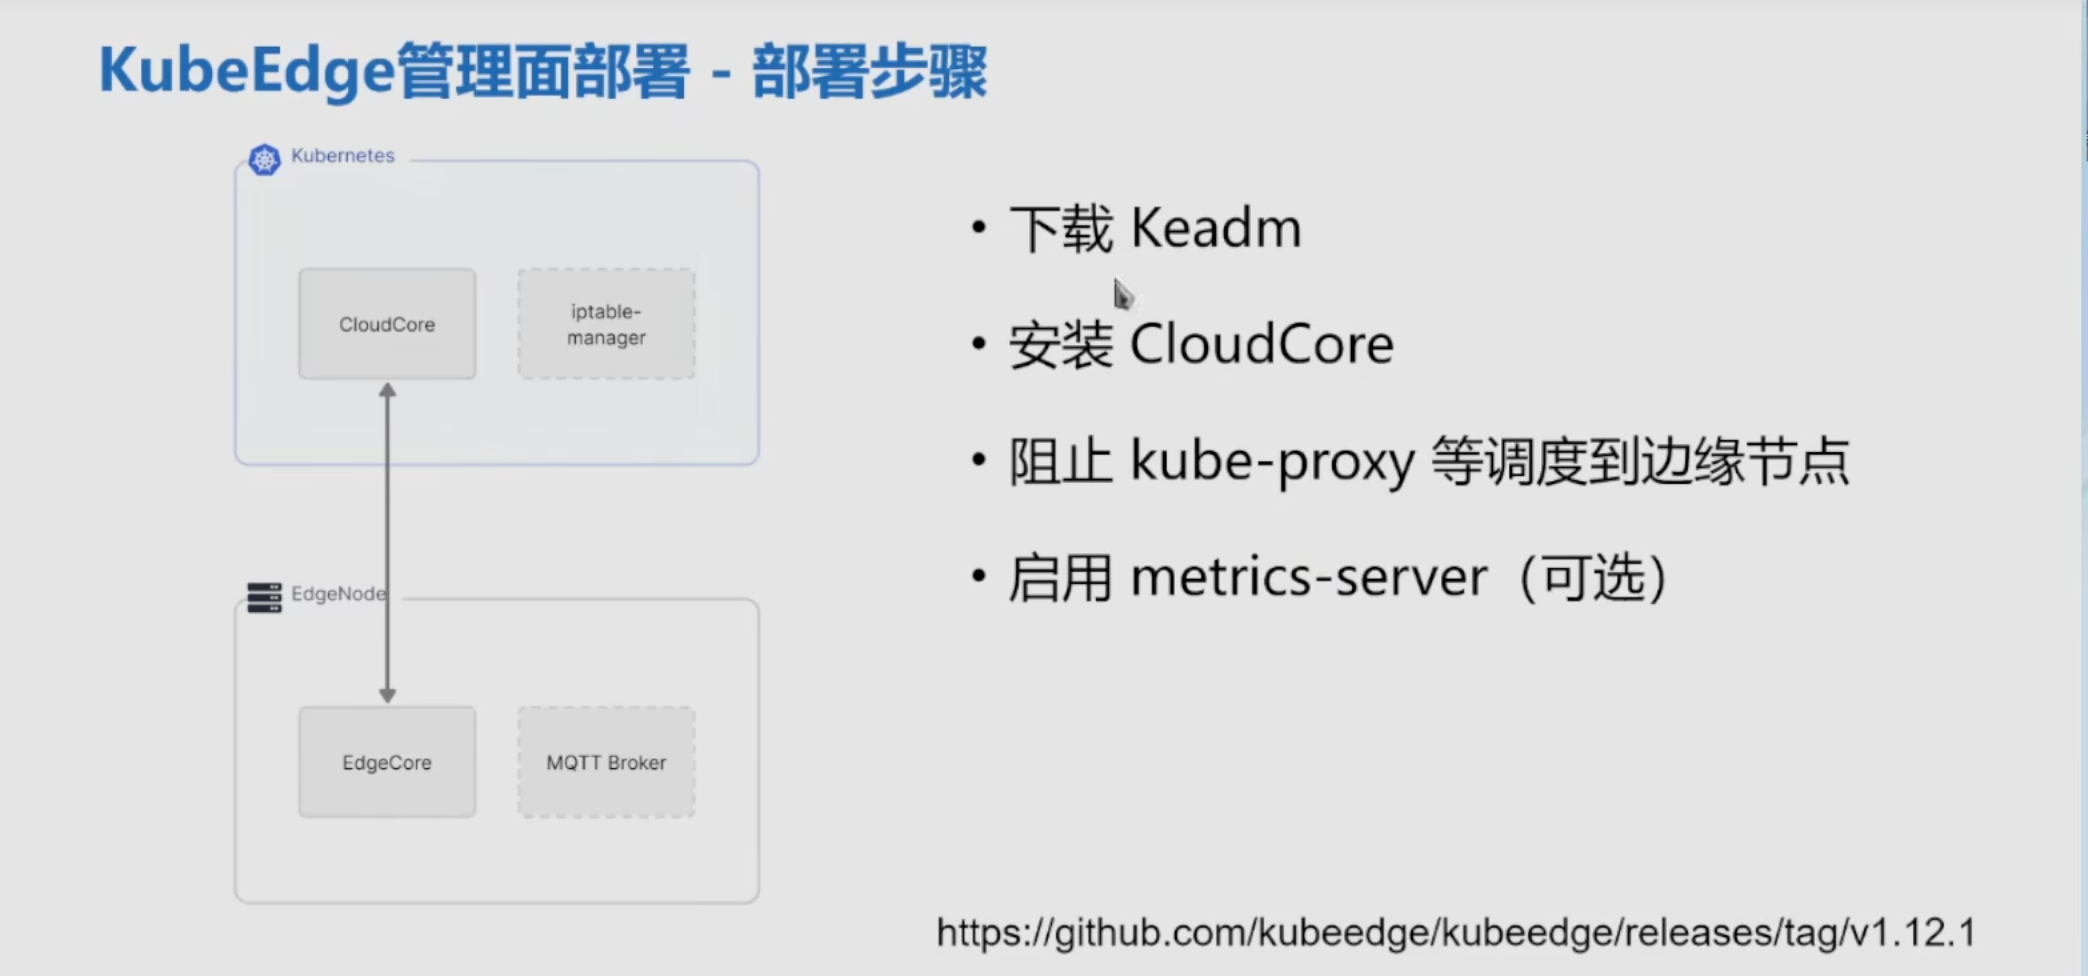 KubeEdge管理面部署 - 部署步骤
Kubernetes
CloudCore
iptable-
manager
EdgeNode
EdgeCore
MQTT Broker
• 下载 Keadm
• 安装 CloudCore
• 阻止 kube-proxy 等调度到边缘节点
• 启用 metrics-server（可选）
https://github.com/kubeedge/kubeedge/releases/tag/v1.12.1